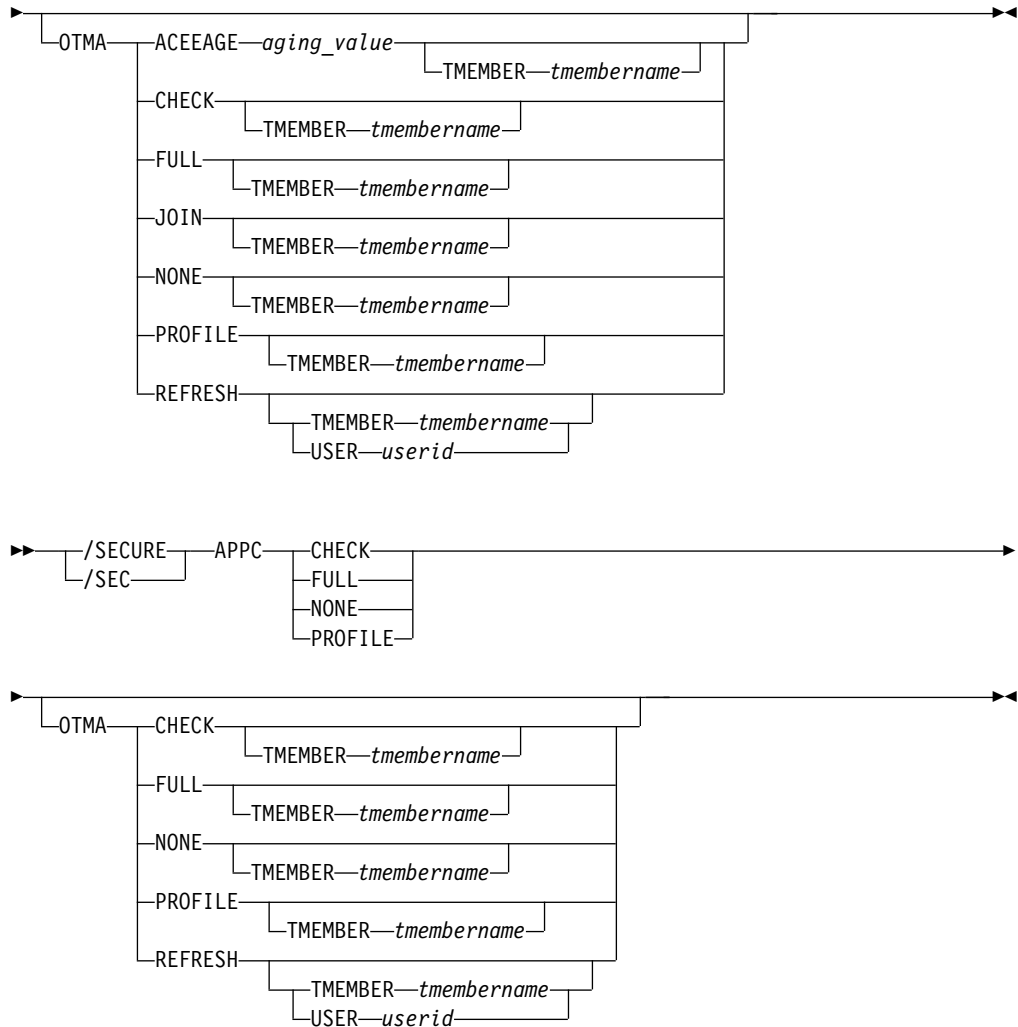 OTMA ACEEAGE aging_value
TMEMBER tmembername
CHECK
TMEMBER tmembername
FULL
TMEMBER tmembername
JOIN
TMEMBER tmembername
NONE
TMEMBER tmembername
PROFILE
TMEMBER tmembername
REFRESH
TMEMBER tmembername
USER userid
/SECURE APPC CHECK
/SEC FULL
NONE
PROFILE
OTMA CHECK
TMEMBER tmembername
FULL
TMEMBER tmembername
NONE
TMEMBER tmembername
PROFILE
TMEMBER tmembername
REFRESH
TMEMBER tmembername
USER userid